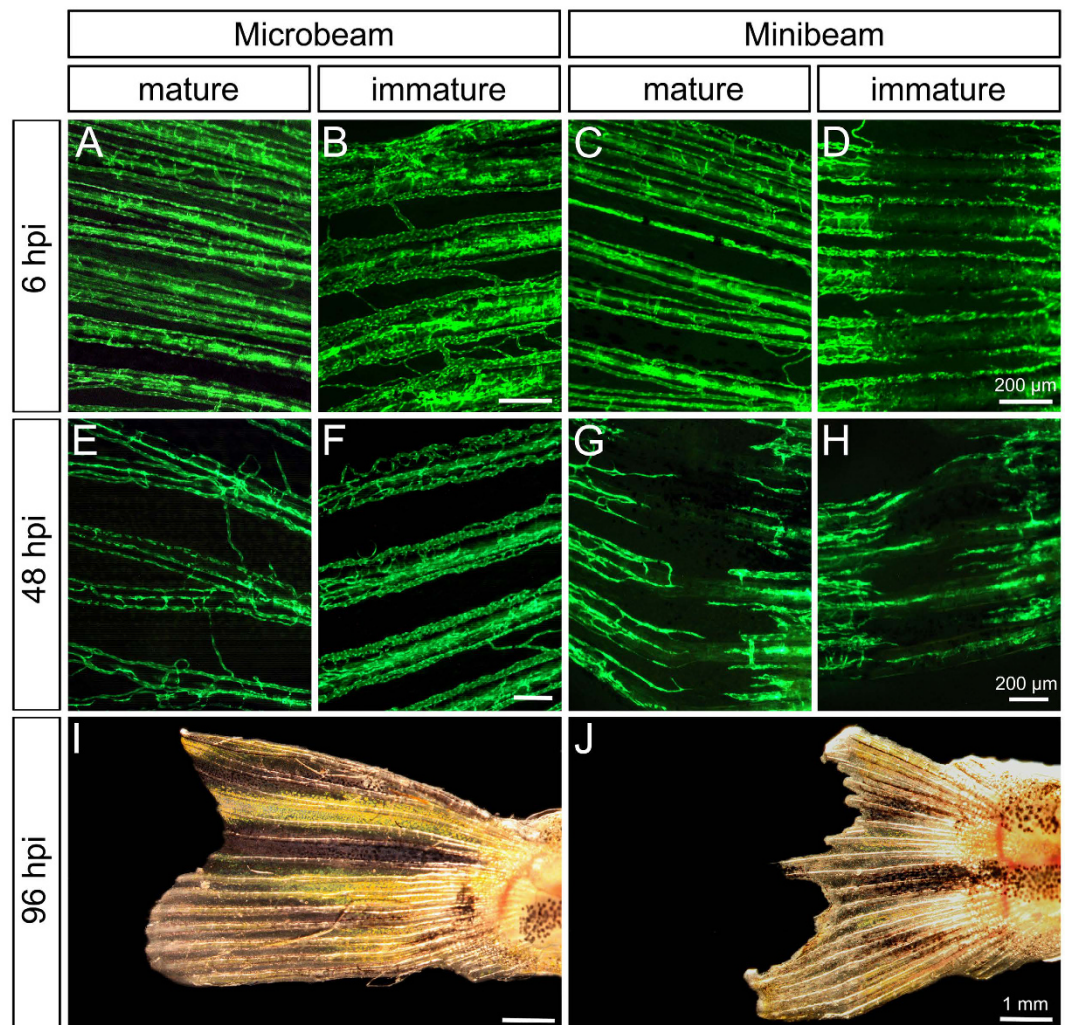 Microbeam
Minibeam
mature
immature
mature
immature
6 hpi
A
B
C
D
200 µm
48 hpi
E
F
G
H
200 µm
96 hpi
I
J
1 mm